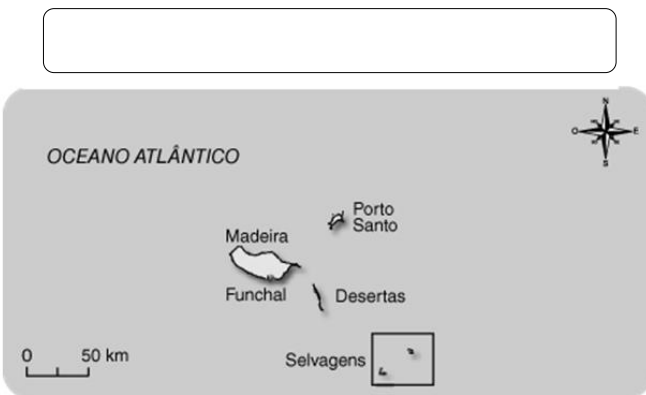 N
O E
S
OCEANO ATLÂNTICO
Porto
Santo
Madeira
Funchal
Desertas
Selvagens
0 50 km